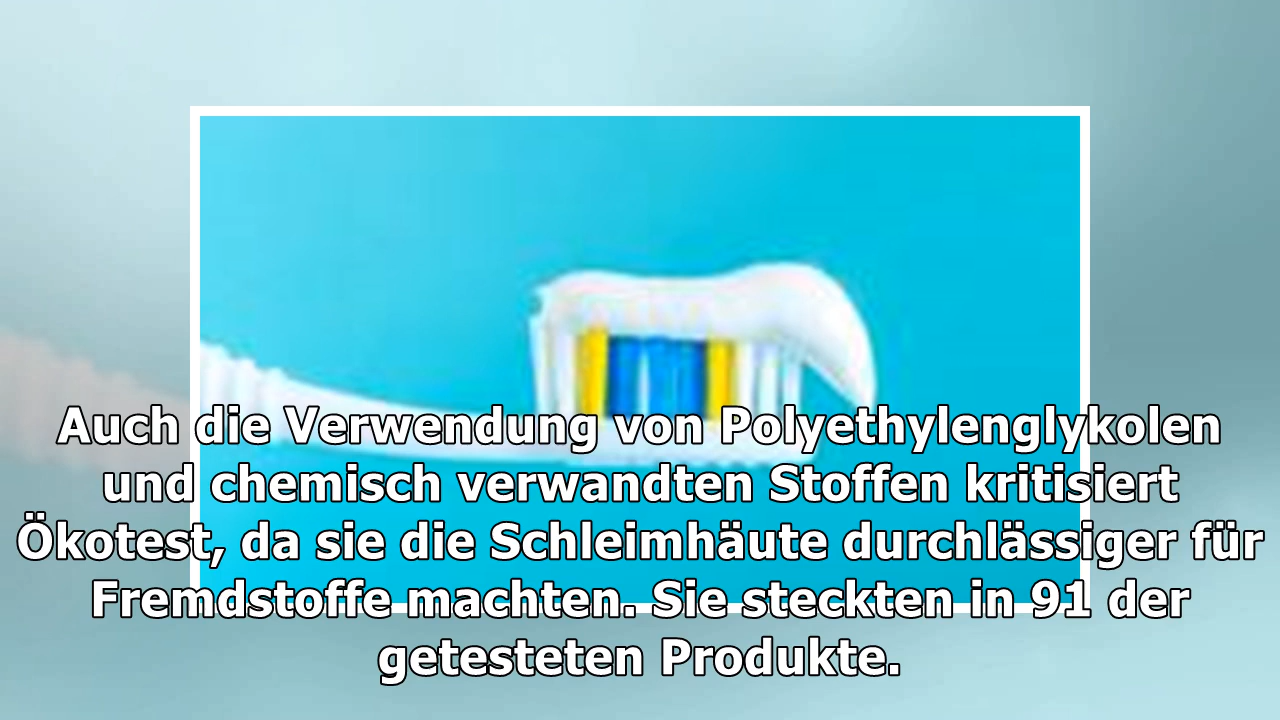 Auch die Verwendung von Polyethylenglykolen
und chemisch verwandten Stoffen kritisiert
Ökotest, da sie die Schleimhäute durchlässiger für
Fremdstoffe machten. Sie steckten in 91 der
getesteten Produkte.